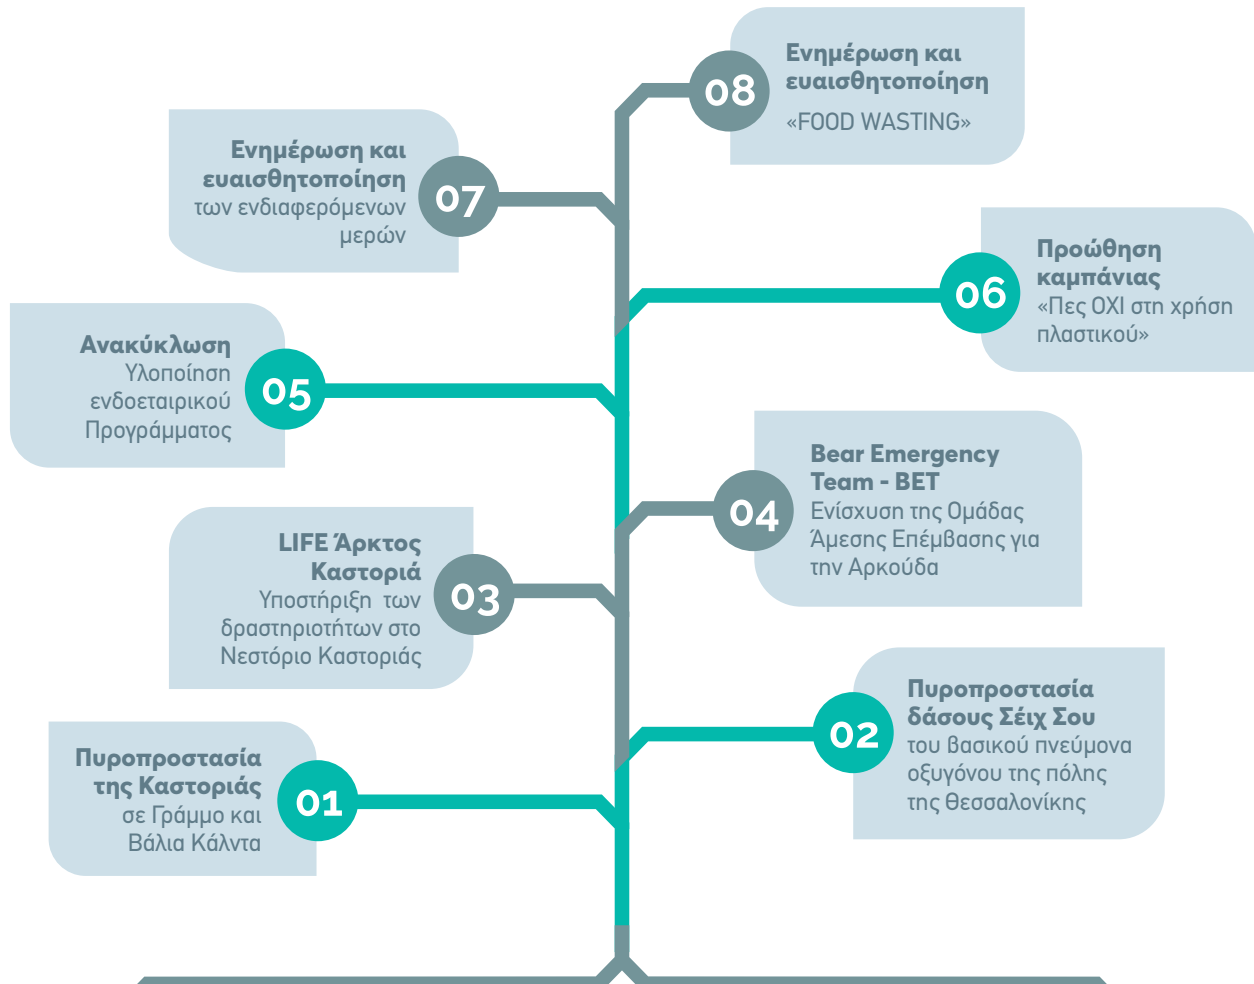 08
Ενημέρωση και
ευαισθητοποίηση
«FOOD WASTING»
07
Ενημέρωση και
ευαισθητοποίηση
των ενδιαφερόμενων
μερών
06
Προώθηση
καμπάνιας
«Πες ΟΧΙ στη χρήση
πλαστικού»
05
Ανακύκλωση
Υλοποίηση
ενδοεταιρικού
Προγράμματος
04
Bear Emergency
Team - BET
Ενίσχυση της Ομάδας
Άμεσης Επέμβασης για
την Αρκούδα
03
LIFE Άρκτος
Καστοριά
Υποστήριξη των
δραστηριοτήτων στο
Νεστόριο Καστοριάς
02
Πυροπροστασία
δάσους Σέιχ Σου
του βασικού πνεύμονα
οξυγόνου της πόλης
της Θεσσαλονίκης
01
Πυροπροστασία
της Καστοριάς
σε Γράμμο και
Βάλια Κάλντα